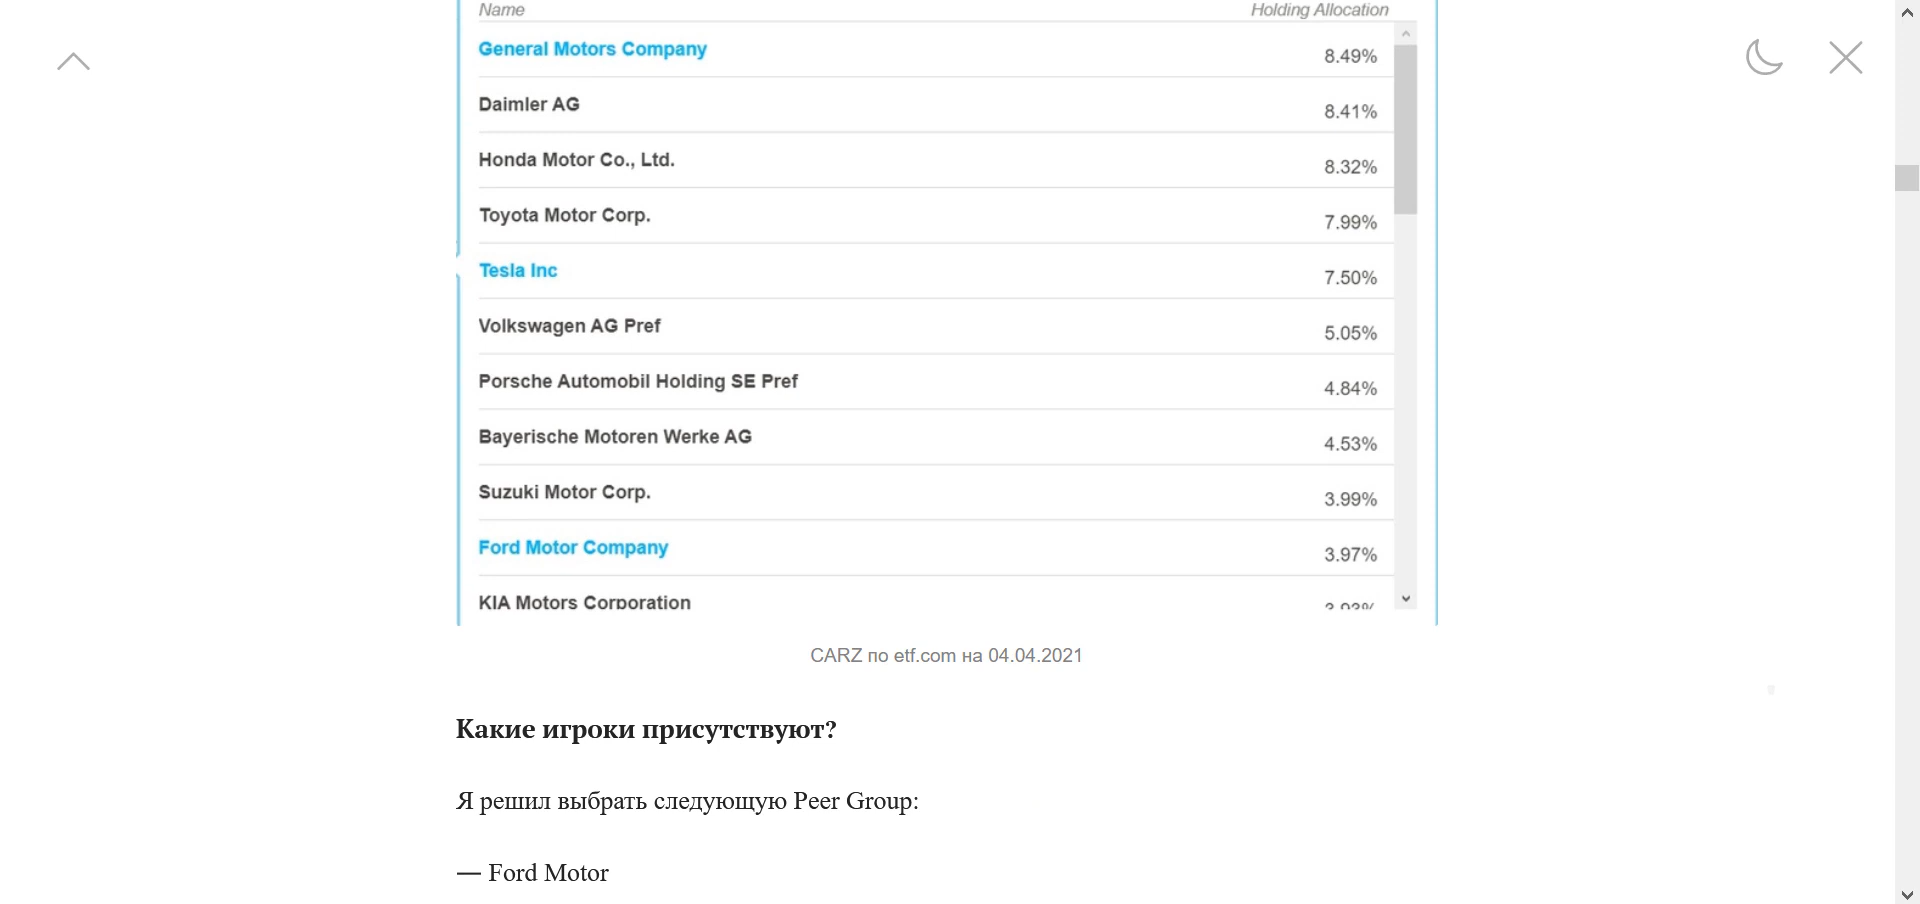 Name Holding Allocation
General Motors Company 8.49%
Daimler AG 8.41%
Honda Motor Co., Ltd. 8.32%
Toyota Motor Corp. 7.99%
Tesla Inc 7.50%
Volkswagen AG Pref 5.05%
Porsche Automobil Holding SE Pref 4.84%
Bayerische Motoren Werke AG 4.53%
Suzuki Motor Corp. 3.99%
Ford Motor Company 3.97%
KIA Motors Corporation
CARZ по etf.com на 04.04.2021
Какие игроки присутствуют?
Я решил выбрать следующую Peer Group:
— Ford Motor